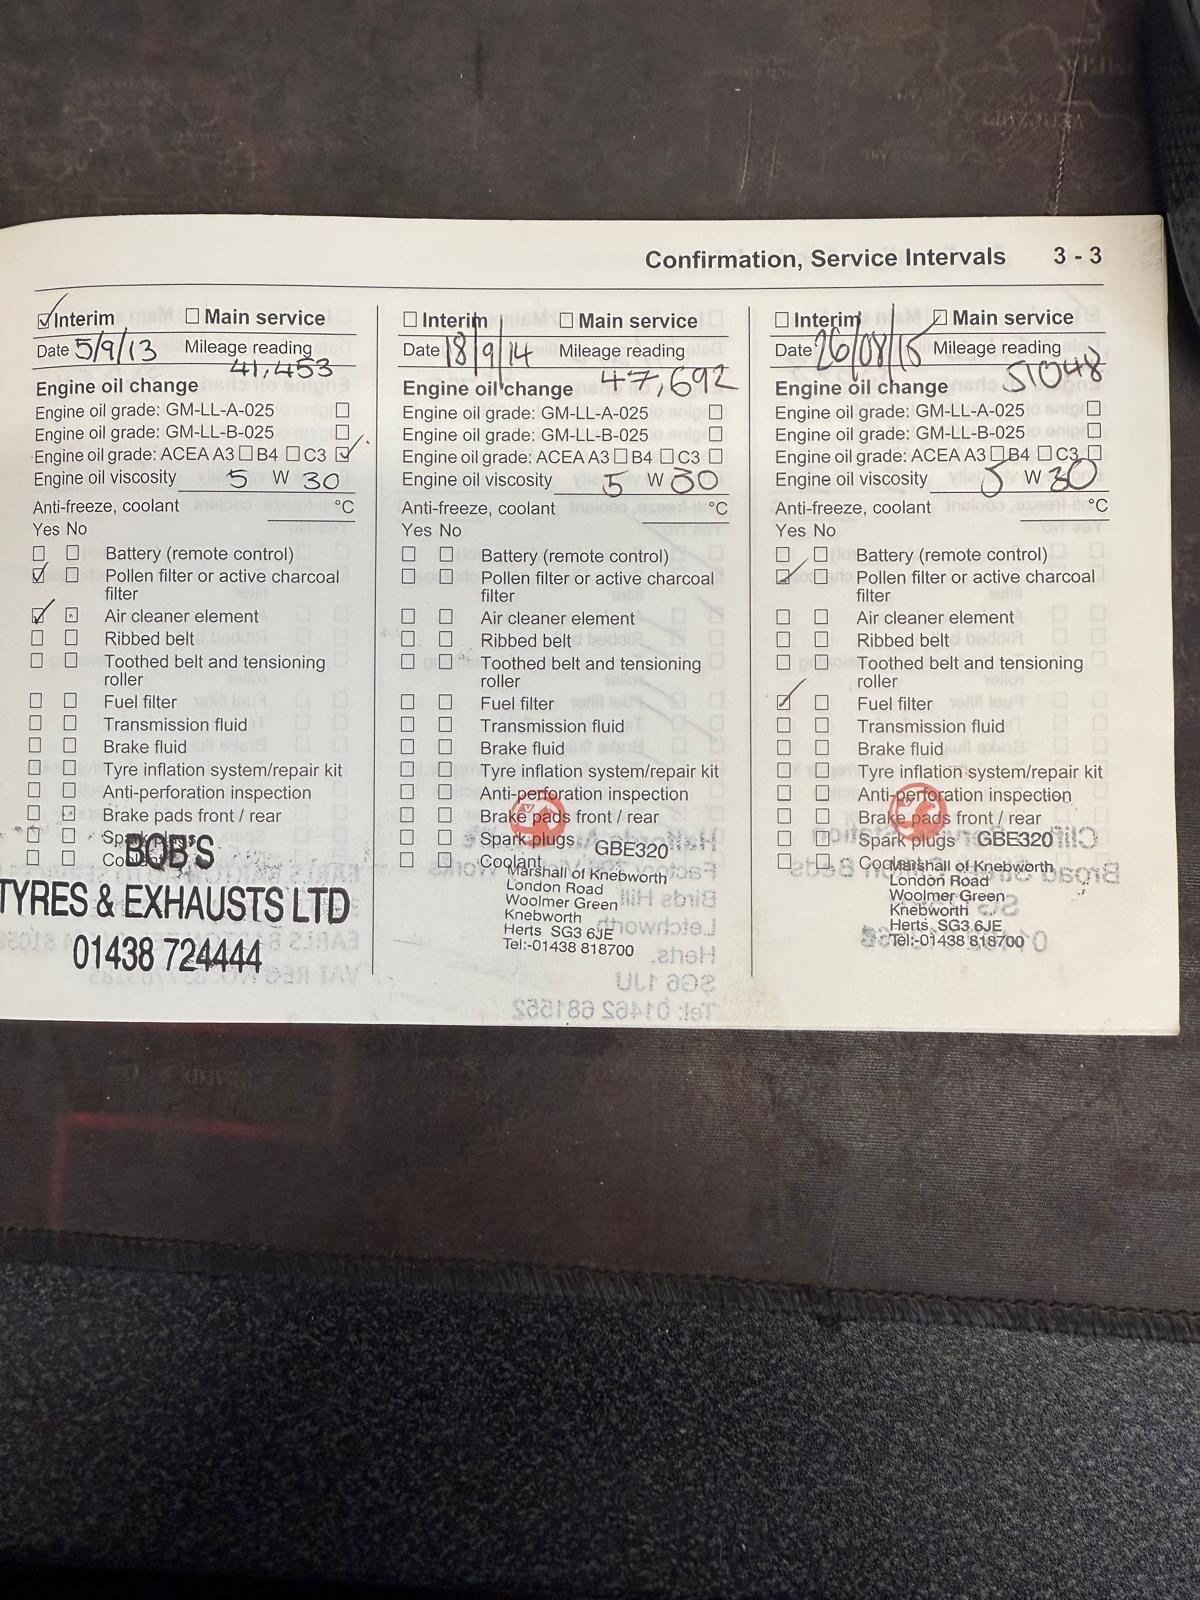 Confirmation, Service Intervals 3 - 3
Interim Main service
Date 5/9/13 Mileage reading
41,453
Engine oil change
Engine oil grade: GM-LL-A-025
Engine oil grade: GM-LL-B-025
Engine oil grade: ACEA A3 B4 C3
Engine oil viscosity 5 W 30
Anti-freeze, coolant °C
Yes No
Battery (remote control)
Pollen filter or active charcoal
filter
Air cleaner element
Ribbed belt
Toothed belt and tensioning
roller
Fuel filter
Transmission fluid
Brake fluid
Tyre inflation system/repair kit
Anti-perforation inspection
Brake pads front / rear
Spark plugs
Coolant
BOB'S
TYRES & EXHAUSTS LTD
01438 724444
Interim Main service
Date 18/9/14 Mileage reading
47,692
Engine oil change
Engine oil grade: GM-LL-A-025
Engine oil grade: GM-LL-B-025
Engine oil grade: ACEA A3 B4 C3
Engine oil viscosity 5 W 30
Anti-freeze, coolant °C
Yes No
Battery (remote control)
Pollen filter or active charcoal
filter
Air cleaner element
Ribbed belt
Toothed belt and tensioning
roller
Fuel filter
Transmission fluid
Brake fluid
Tyre inflation system/repair kit
Anti-perforation inspection
Brake pads front / rear
Spark plugs
Coolant
GBE320
Marshall of Knebworth
London Road
Woolmer Green
Knebworth
Herts SG3 6JE
Tel:-01438 818700
Interim Main service
Date 26/08/15 Mileage reading
51048
Engine oil change
Engine oil grade: GM-LL-A-025
Engine oil grade: GM-LL-B-025
Engine oil grade: ACEA A3 B4 C3
Engine oil viscosity 5 W 30
Anti-freeze, coolant °C
Yes No
Battery (remote control)
Pollen filter or active charcoal
filter
Air cleaner element
Ribbed belt
Toothed belt and tensioning
roller
Fuel filter
Transmission fluid
Brake fluid
Tyre inflation system/repair kit
Anti-perforation inspection
Brake pads front / rear
Spark plugs
Coolant
GBE320
Marshall of Knebworth
London Road
Woolmer Green
Knebworth
Herts SG3 6JE
Tel:-01438 818700